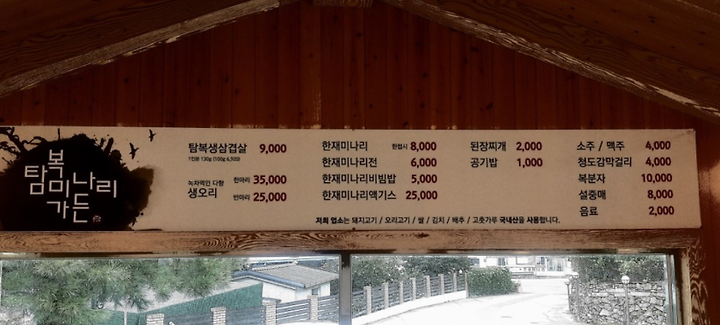 탐복
미나리
가든
탐복생삼겹살 9,000
1인분 130g (100g 6,920)
녹차먹인 다향
생오리
한마리 35,000
반마리 25,000
한재미나리 한접시 8,000
한재미나리전 6,000
한재미나리비빔밥 5,000
한재미나리액기스 25,000
된장찌개 2,000
공기밥 1,000
소주 / 맥주 4,000
청도감막걸리 4,000
복분자 10,000
설중매 8,000
음료 2,000
저희 업소는 돼지고기 / 오리고기 / 쌀 / 김치 / 배추 / 고춧가루 국내산을 사용합니다.